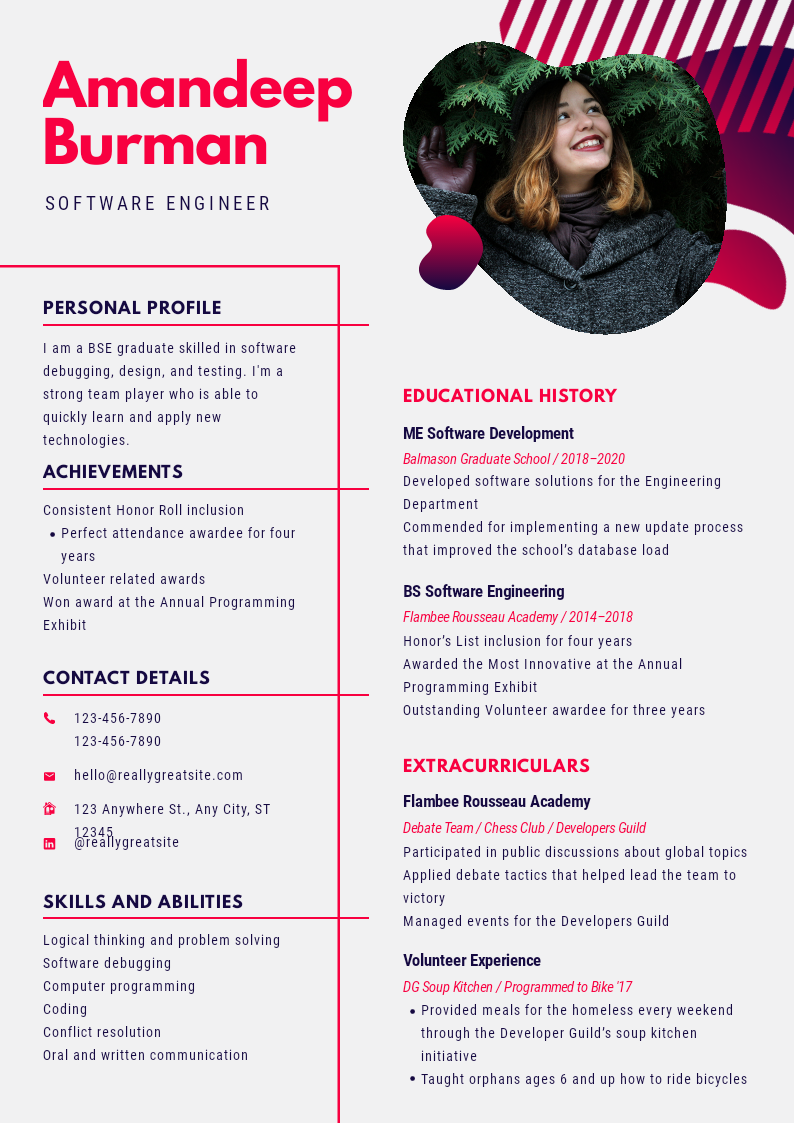 Amandeep
Burman
SOFTWARE ENGINEER
PERSONAL PROFILE
I am a BSE graduate skilled in software
debugging, design, and testing. I'm a
strong team player who is able to
quickly learn and apply new
technologies.
ACHIEVEMENTS
Consistent Honor Roll inclusion
• Perfect attendance awardee for four
years
Volunteer related awards
Won award at the Annual Programming
Exhibit
CONTACT DETAILS
123-456-7890
123-456-7890
hello@reallygreatsite.com
123 Anywhere St., Any City, ST
12345
@reallygreatsite
SKILLS AND ABILITIES
Logical thinking and problem solving
Software debugging
Computer programming
Coding
Conflict resolution
Oral and written communication
EDUCATIONAL HISTORY
ME Software Development
Balmason Graduate School / 2018–2020
Developed software solutions for the Engineering
Department
Commended for implementing a new update process
that improved the school’s database load
BS Software Engineering
Flambee Rousseau Academy / 2014–2018
Honor’s List inclusion for four years
Awarded the Most Innovative at the Annual
Programming Exhibit
Outstanding Volunteer awardee for three years
EXTRACURRICULARS
Flambee Rousseau Academy
Debate Team / Chess Club / Developers Guild
Participated in public discussions about global topics
Applied debate tactics that helped lead the team to
victory
Managed events for the Developers Guild
Volunteer Experience
DG Soup Kitchen / Programmed to Bike '17
• Provided meals for the homeless every weekend
through the Developer Guild’s soup kitchen
initiative
• Taught orphans ages 6 and up how to ride bicycles